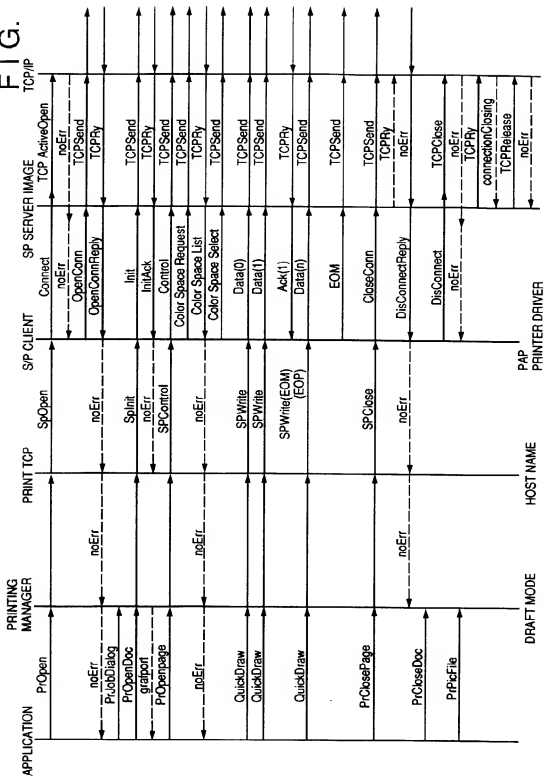 FIG.
APPLICATION
PRINTING MANAGER
PRINT TCP
S/P CLIENT
SP SERVER IMAGE
TCP/IP
PrOpen
SpOpen
Connect
TCP ActiveOpen
noErr
noErr
OpenConn
TCPSend
noErr
noErr
noErr
OpenConnReply
TCPRy
PrJobDialog
PrOpenDoc
SpInit
Init
TCPSend
grafport
noErr
InitAck
TCPRy
PrOpenpage
SPControl
Control
TCPSend
Color Space Request
TCPSend
noErr
noErr
noErr
Color Space List
TCPRy
Color Space Select
TCPSend
QuickDraw
SPWrite
Data(0)
TCPSend
QuickDraw
SPWrite
Data(1)
TCPSend
Ack(1)
TCPRy
QuickDraw
SPWrite(EOM)
(EOP)
Data(n)
TCPSend
EOM
TCPSend
PrClosePage
SPClose
CloseConn
TCPSend
TCPRy
noErr
noErr
DisConnectReply
noErr
PrCloseDoc
DisConnect
TCPClose
PrPicFile
noErr
noErr
TCPRy
connectionClosing
TCPRelease
noErr
DRAFT MODE
HOST NAME
PAP
PRINTER DRIVER